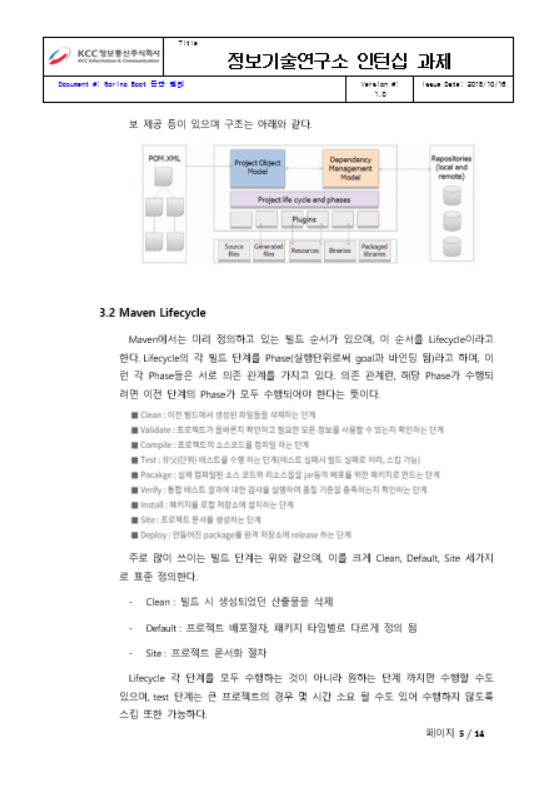 KCC정보통신주식회사
KCC Information & Communication
Title
정보기술연구소 인턴십 과제
Document #: Spring Boot 동반 웹앱
Version #:
1.0
Issue Date: 2018/10/16
보 제공 등이 있으며 구조는 아래와 같다.
POM.XML
Project Object
Model
Dependency
Management
Model
Repositories
(local and
remote)
Project life cycle and phases
Plugins
Source
files
Generated
files
Resources
Binaries
Packaged
libraries
3.2 Maven Lifecycle
Maven에서는 미리 정의하고 있는 빌드 순서가 있으며, 이 순서를 Lifecycle이라고
한다. Lifecycle의 각 빌드 단계를 Phase(실행단위로써 goal과 바인딩 됨)라고 하며, 이
런 각 Phase들은 서로 의존 관계를 가지고 있다. 의존 관계란, 해당 Phase가 수행되
려면 이전 단계의 Phase가 모두 수행되어야 한다는 뜻이다.
■ Clean : 이전 빌드에서 생성된 파일들을 삭제하는 단계
■ Validate : 프로젝트가 올바른지 확인하고 필요한 모든 정보를 사용할 수 있는지 확인하는 단계
■ Compile : 프로젝트의 소스코드를 컴파일 하는 단계
■ Test : 유닛(단위) 테스트를 수행 하는 단계(테스트 실패시 빌드 실패로 처리, 스킵 가능)
■ Pacakge : 실제 컴파일된 소스 코드와 리소스들을 jar등의 배포를 위한 패키지로 만드는 단계
■ Verify : 통합 테스트 결과에 대한 검사를 실행하여 품질 기준을 충족하는지 확인하는 단계
■ Install : 패키지를 로컬 저장소에 설치하는 단계
■ Site : 프로젝트 문서를 생성하는 단계
■ Deploy : 만들어진 package를 원격 저장소에 release 하는 단계
주로 많이 쓰이는 빌드 단계는 위와 같으며, 이를 크게 Clean, Default, Site 세가지
로 표준 정의한다.
- Clean : 빌드 시 생성되었던 산출물을 삭제
- Default : 프로젝트 배포절차, 패키지 타입별로 다르게 정의 됨
- Site : 프로젝트 문서화 절차
Lifecycle 각 단계를 모두 수행하는 것이 아니라 원하는 단계 까지만 수행할 수도
있으며, test 단계는 큰 프로젝트의 경우 몇 시간 소요 될 수도 있어 수행하지 않도록
스킵 또한 가능하다.
페이지 5 / 14